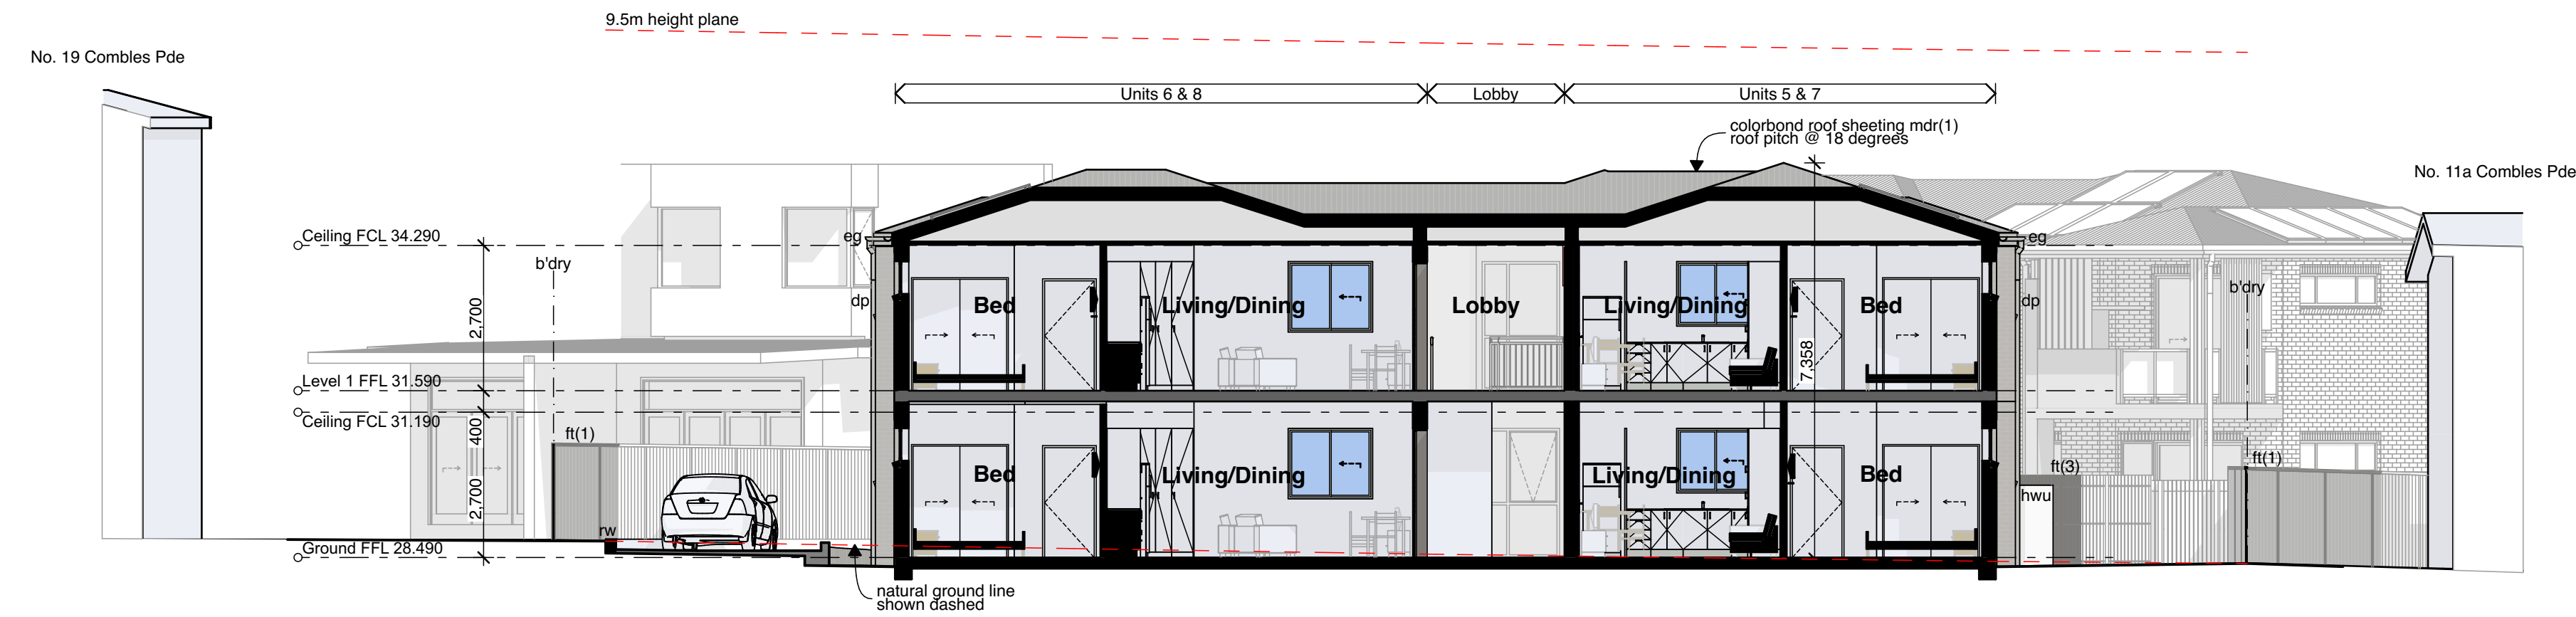 9.5m height plane
No. 19 Combles Pde
Units 6 & 8
Lobby
Units 5 & 7
colorbond roof sheeting mdr(1)
roof pitch @ 18 degrees
No. 11a Combles Pde
Ceiling FCL 34.290
eg
eg
b'dry
b'dry
dp
dp
2,700
Bed
Living/Dining
Lobby
Living/Dining
Bed
7,358
Level 1 FFL 31.590
Ceiling FCL 31.190
400
ft(1)
ft(1)
ft(3)
Bed
Living/Dining
Living/Dining
Bed
2,700
hwu
rw
Ground FFL 28.490
natural ground line
shown dashed